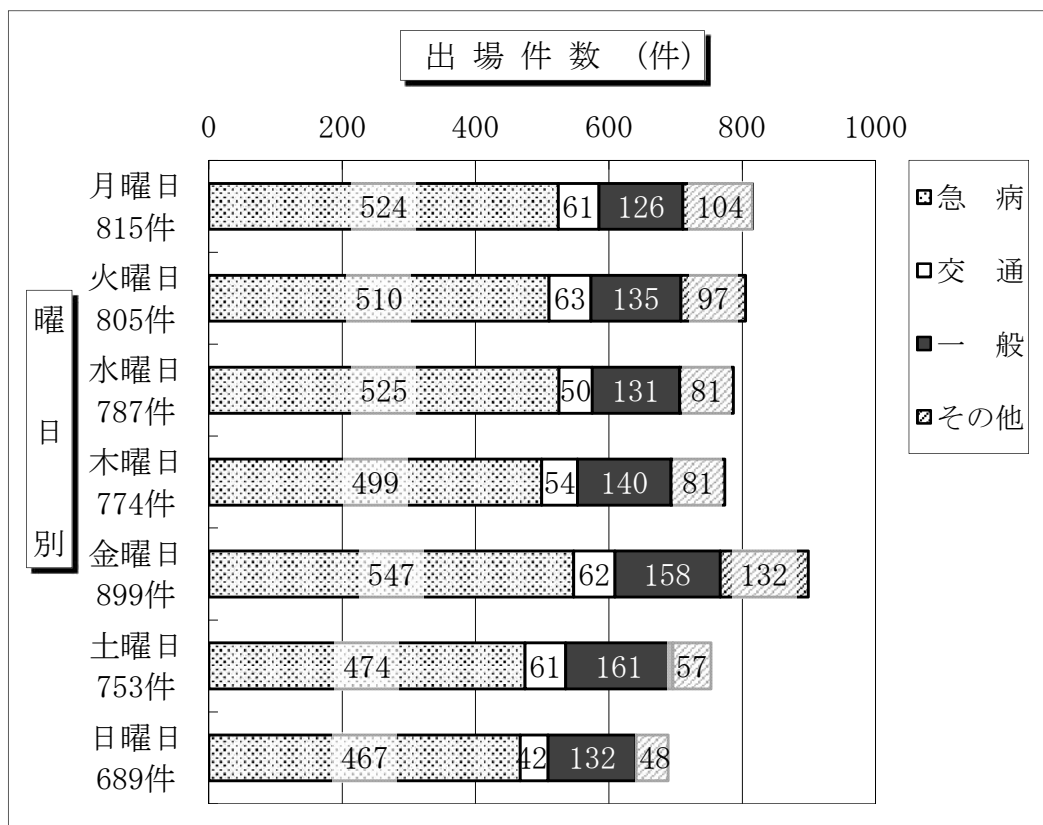 出 場 件 数 (件)
0 200 400 600 800 1000
月曜日
815件
524 61 126 104
火曜日
805件
510 63 135 97
水曜日
787件
525 50 131 81
木曜日
774件
499 54 140 81
金曜日
899件
547 62 158 132
土曜日
753件
474 61 161 57
日曜日
689件
467 42 132 48
曜
日
別
急 病
交 通
一 般
その他